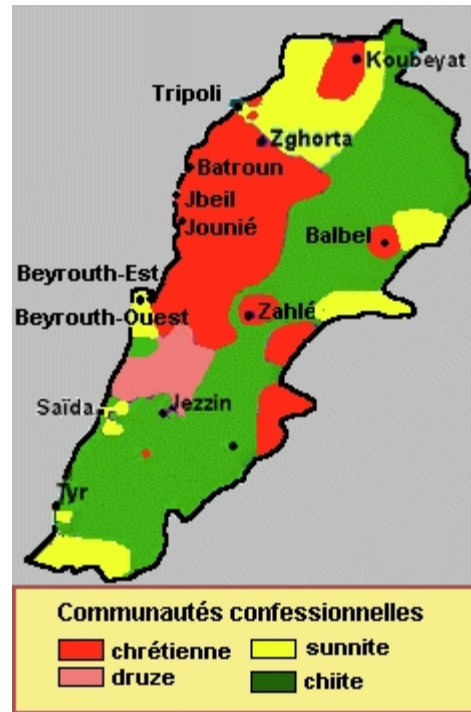 Koubeyat
Tripoli
Zghorta
Batroun
Jbeil
Jounié
Balbel
Beyrouth-Est
Beyrouth-Ouest
Zahlé
Saïda
Jezzin
Tyr
Communautés confessionnelles
chrétienne sunnite
druze chiite